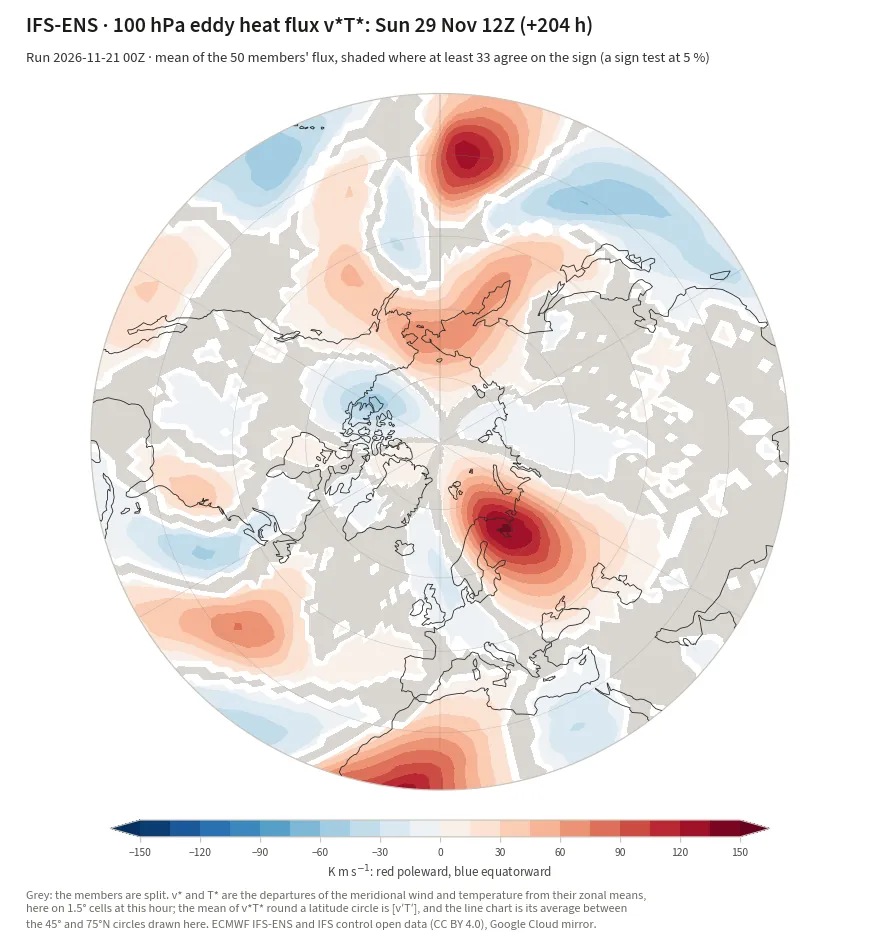 IFS-ENS · 100 hPa eddy heat flux v*T*: Sun 29 Nov 12Z (+204 h)
Run 2026-11-21 00Z · mean of the 50 members' flux, shaded where at least 33 agree on the sign (a sign test at 5 %)
−150 −120 −90 −60 −30 0 30 60 90 120 150
K m s⁻¹: red poleward, blue equatorward
Grey: the members are split. v* and T* are the departures of the meridional wind and temperature from their zonal means,
here on 1.5° cells at this hour; the mean of v*T* round a latitude circle is [v'T'], and the line chart is its average between
the 45° and 75°N circles drawn here. ECMWF IFS-ENS and IFS control open data (CC BY 4.0), Google Cloud mirror.